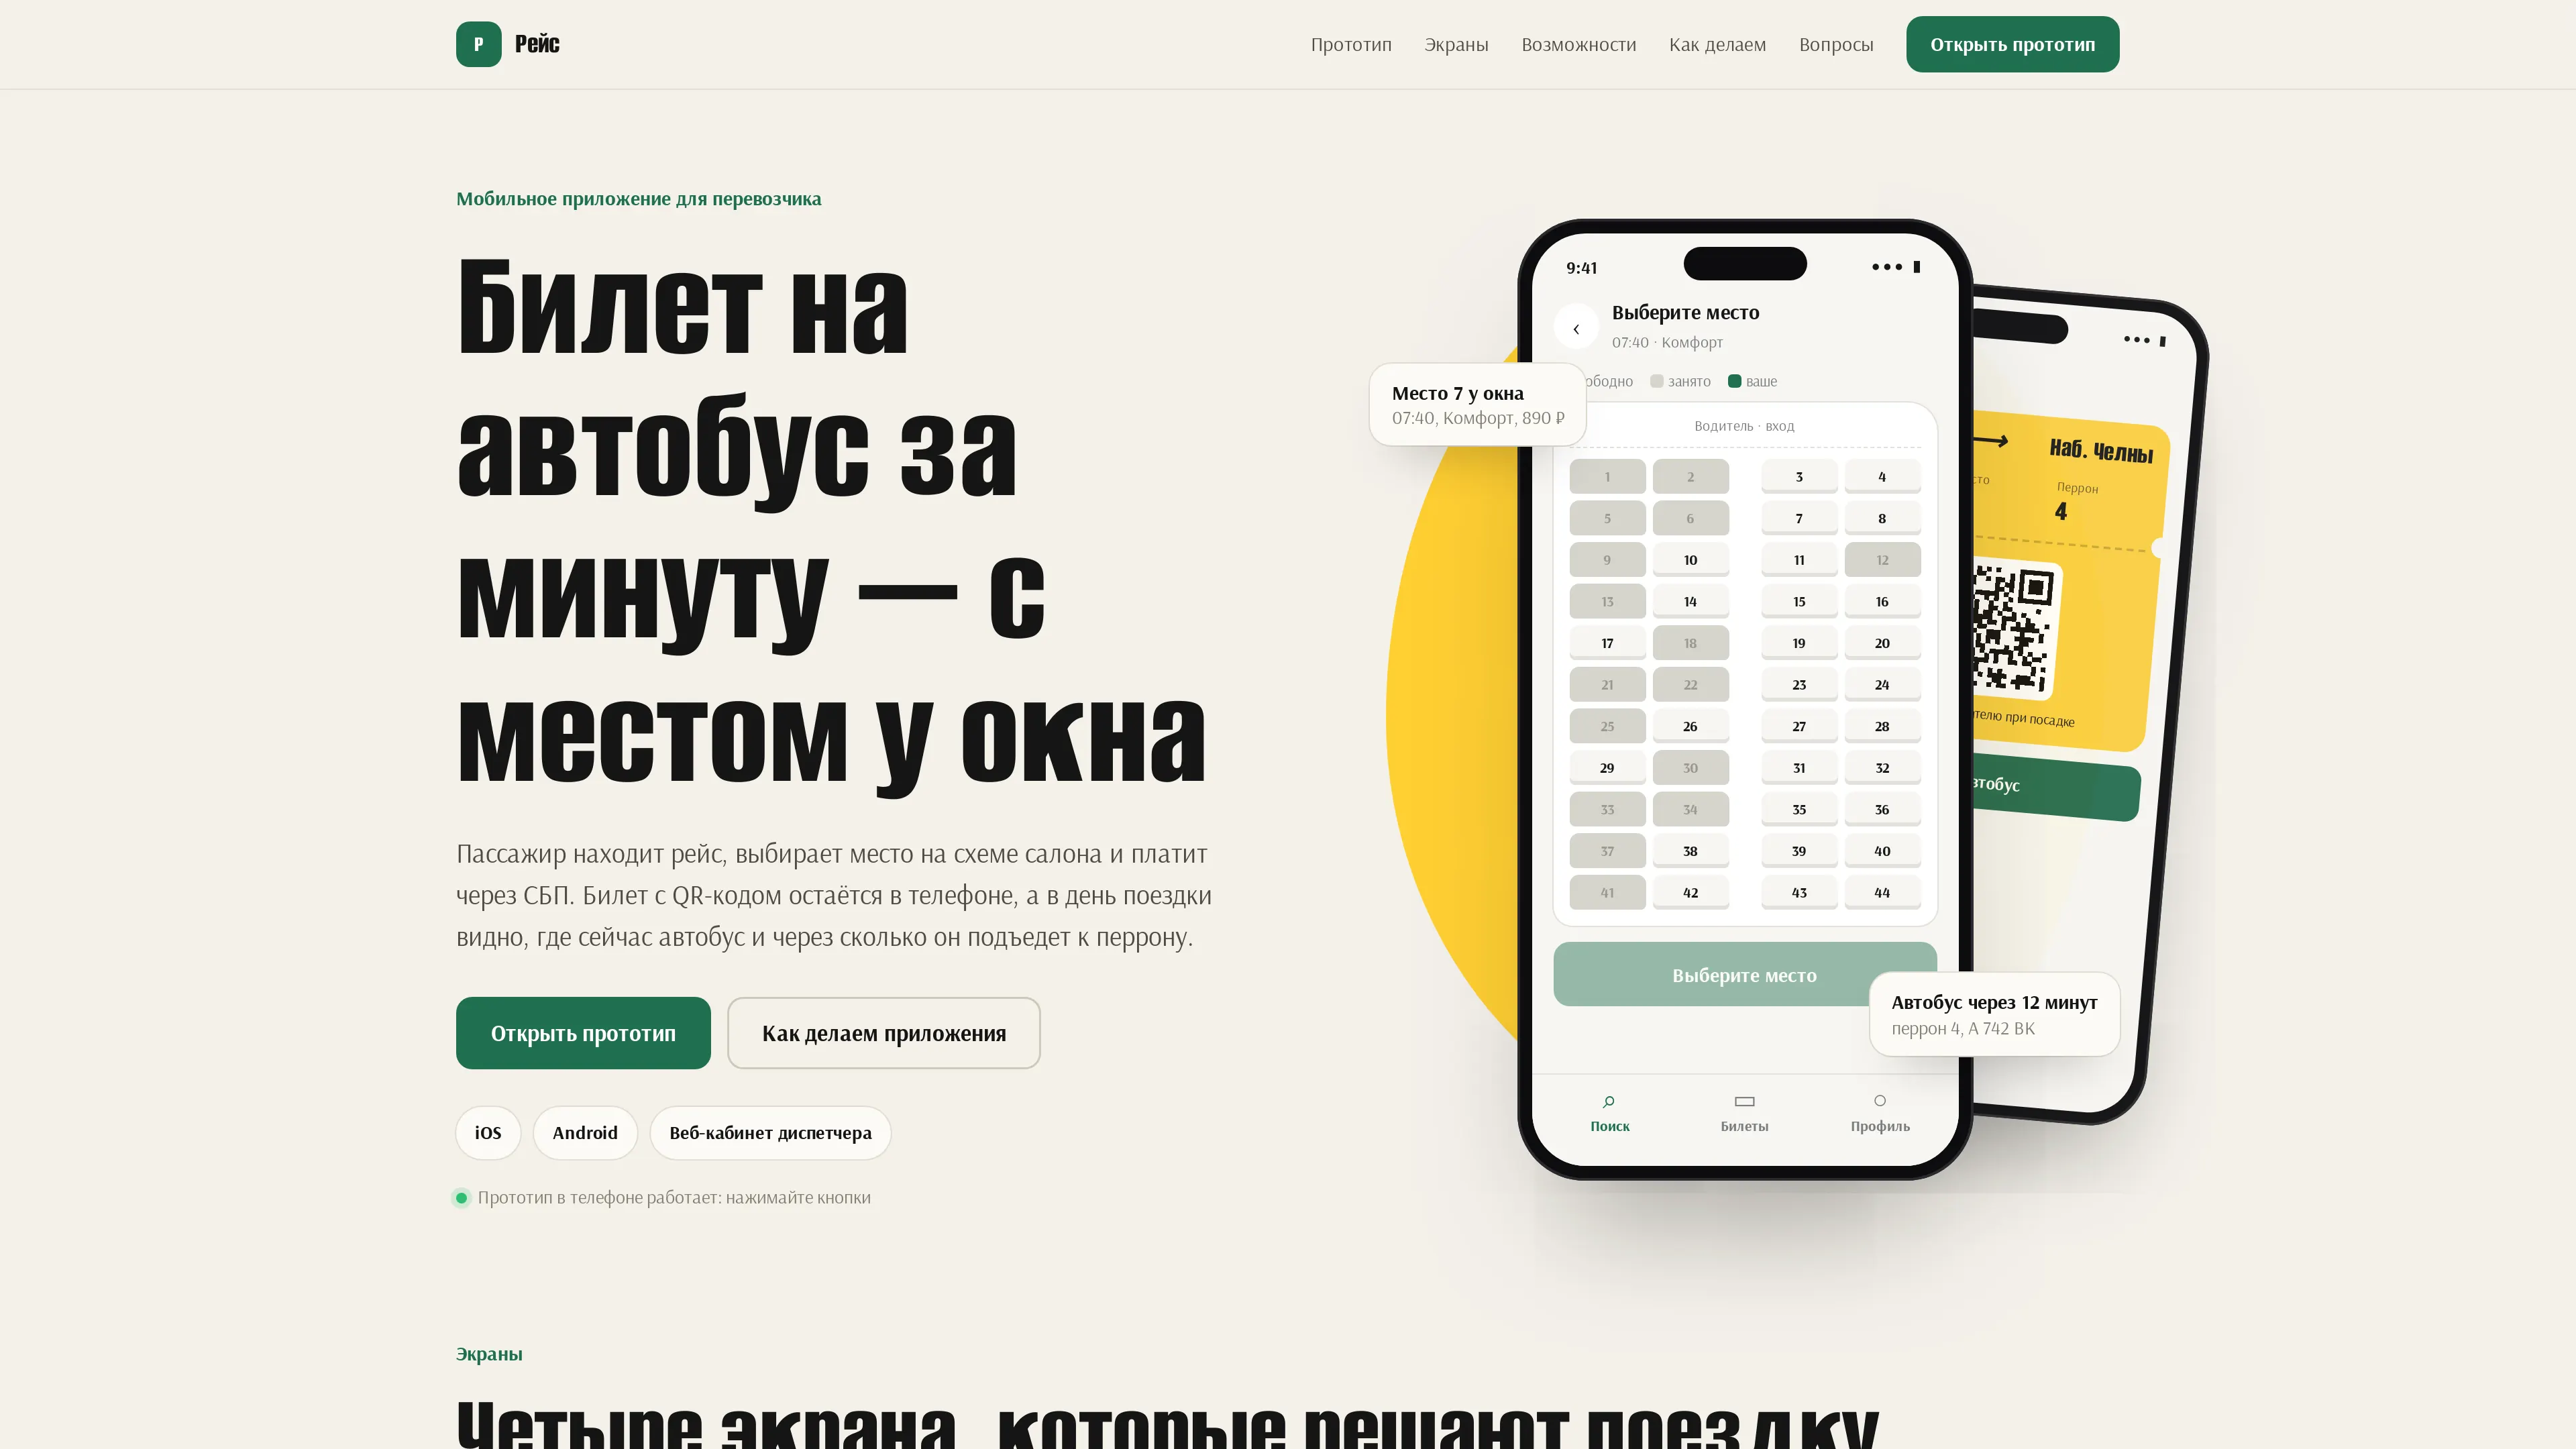 Р Рейс
Прототип Экраны Возможности Как делаем Вопросы Открыть прототип
Мобильное приложение для перевозчика
Билет на
автобус за
минуту — с
местом у окна
Пассажир находит рейс, выбирает место на схеме салона и платит
через СБП. Билет с QR-кодом остаётся в телефоне, а в день поездки
видно, где сейчас автобус и через сколько он подъедет к перрону.
Открыть прототип Как делаем приложения
iOS Android Веб-кабинет диспетчера
Прототип в телефоне работает: нажимайте кнопки
9:41
Выберите место
07:40 · Комфорт
занято ваше
Место 7 у окна
07:40, Комфорт, 890 ₽
Водитель · вход
1 2 3 4
5 6 7 8
9 10 11 12
13 14 15 16
17 18 19 20
21 22 23 24
25 26 27 28
29 30 31 32
33 34 35 36
37 38 39 40
41 42 43 44
Выберите место
Автобус через 12 минут
перрон 4, А 742 ВК
Поиск Билеты Профиль
Наб. Челны
Перрон
4
при посадке
Экраны
Четыре экрана, которые решают поездку